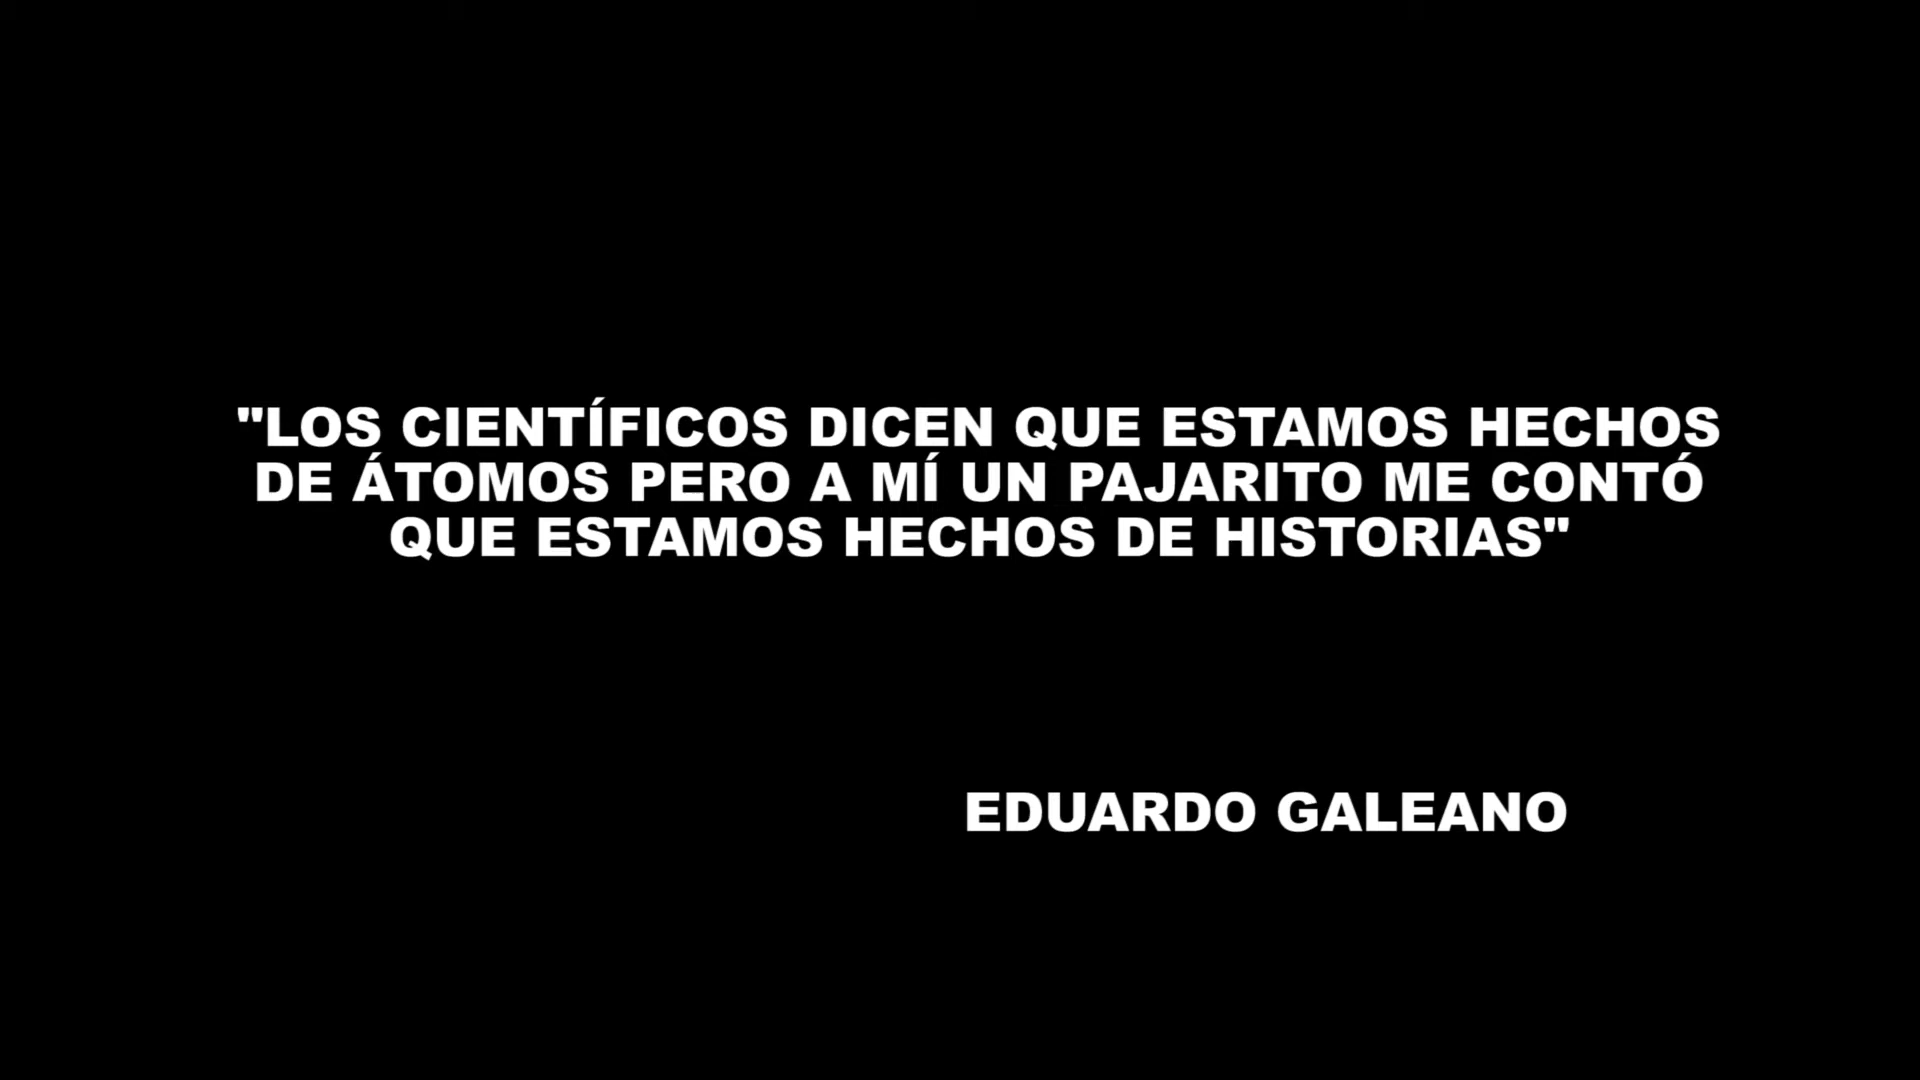 "LOS CIENTÍFICOS DICEN QUE ESTAMOS HECHOS
DE ÁTOMOS PERO A MÍ UN PAJARITO ME CONTÓ
QUE ESTAMOS HECHOS DE HISTORIAS"
EDUARDO GALEANO